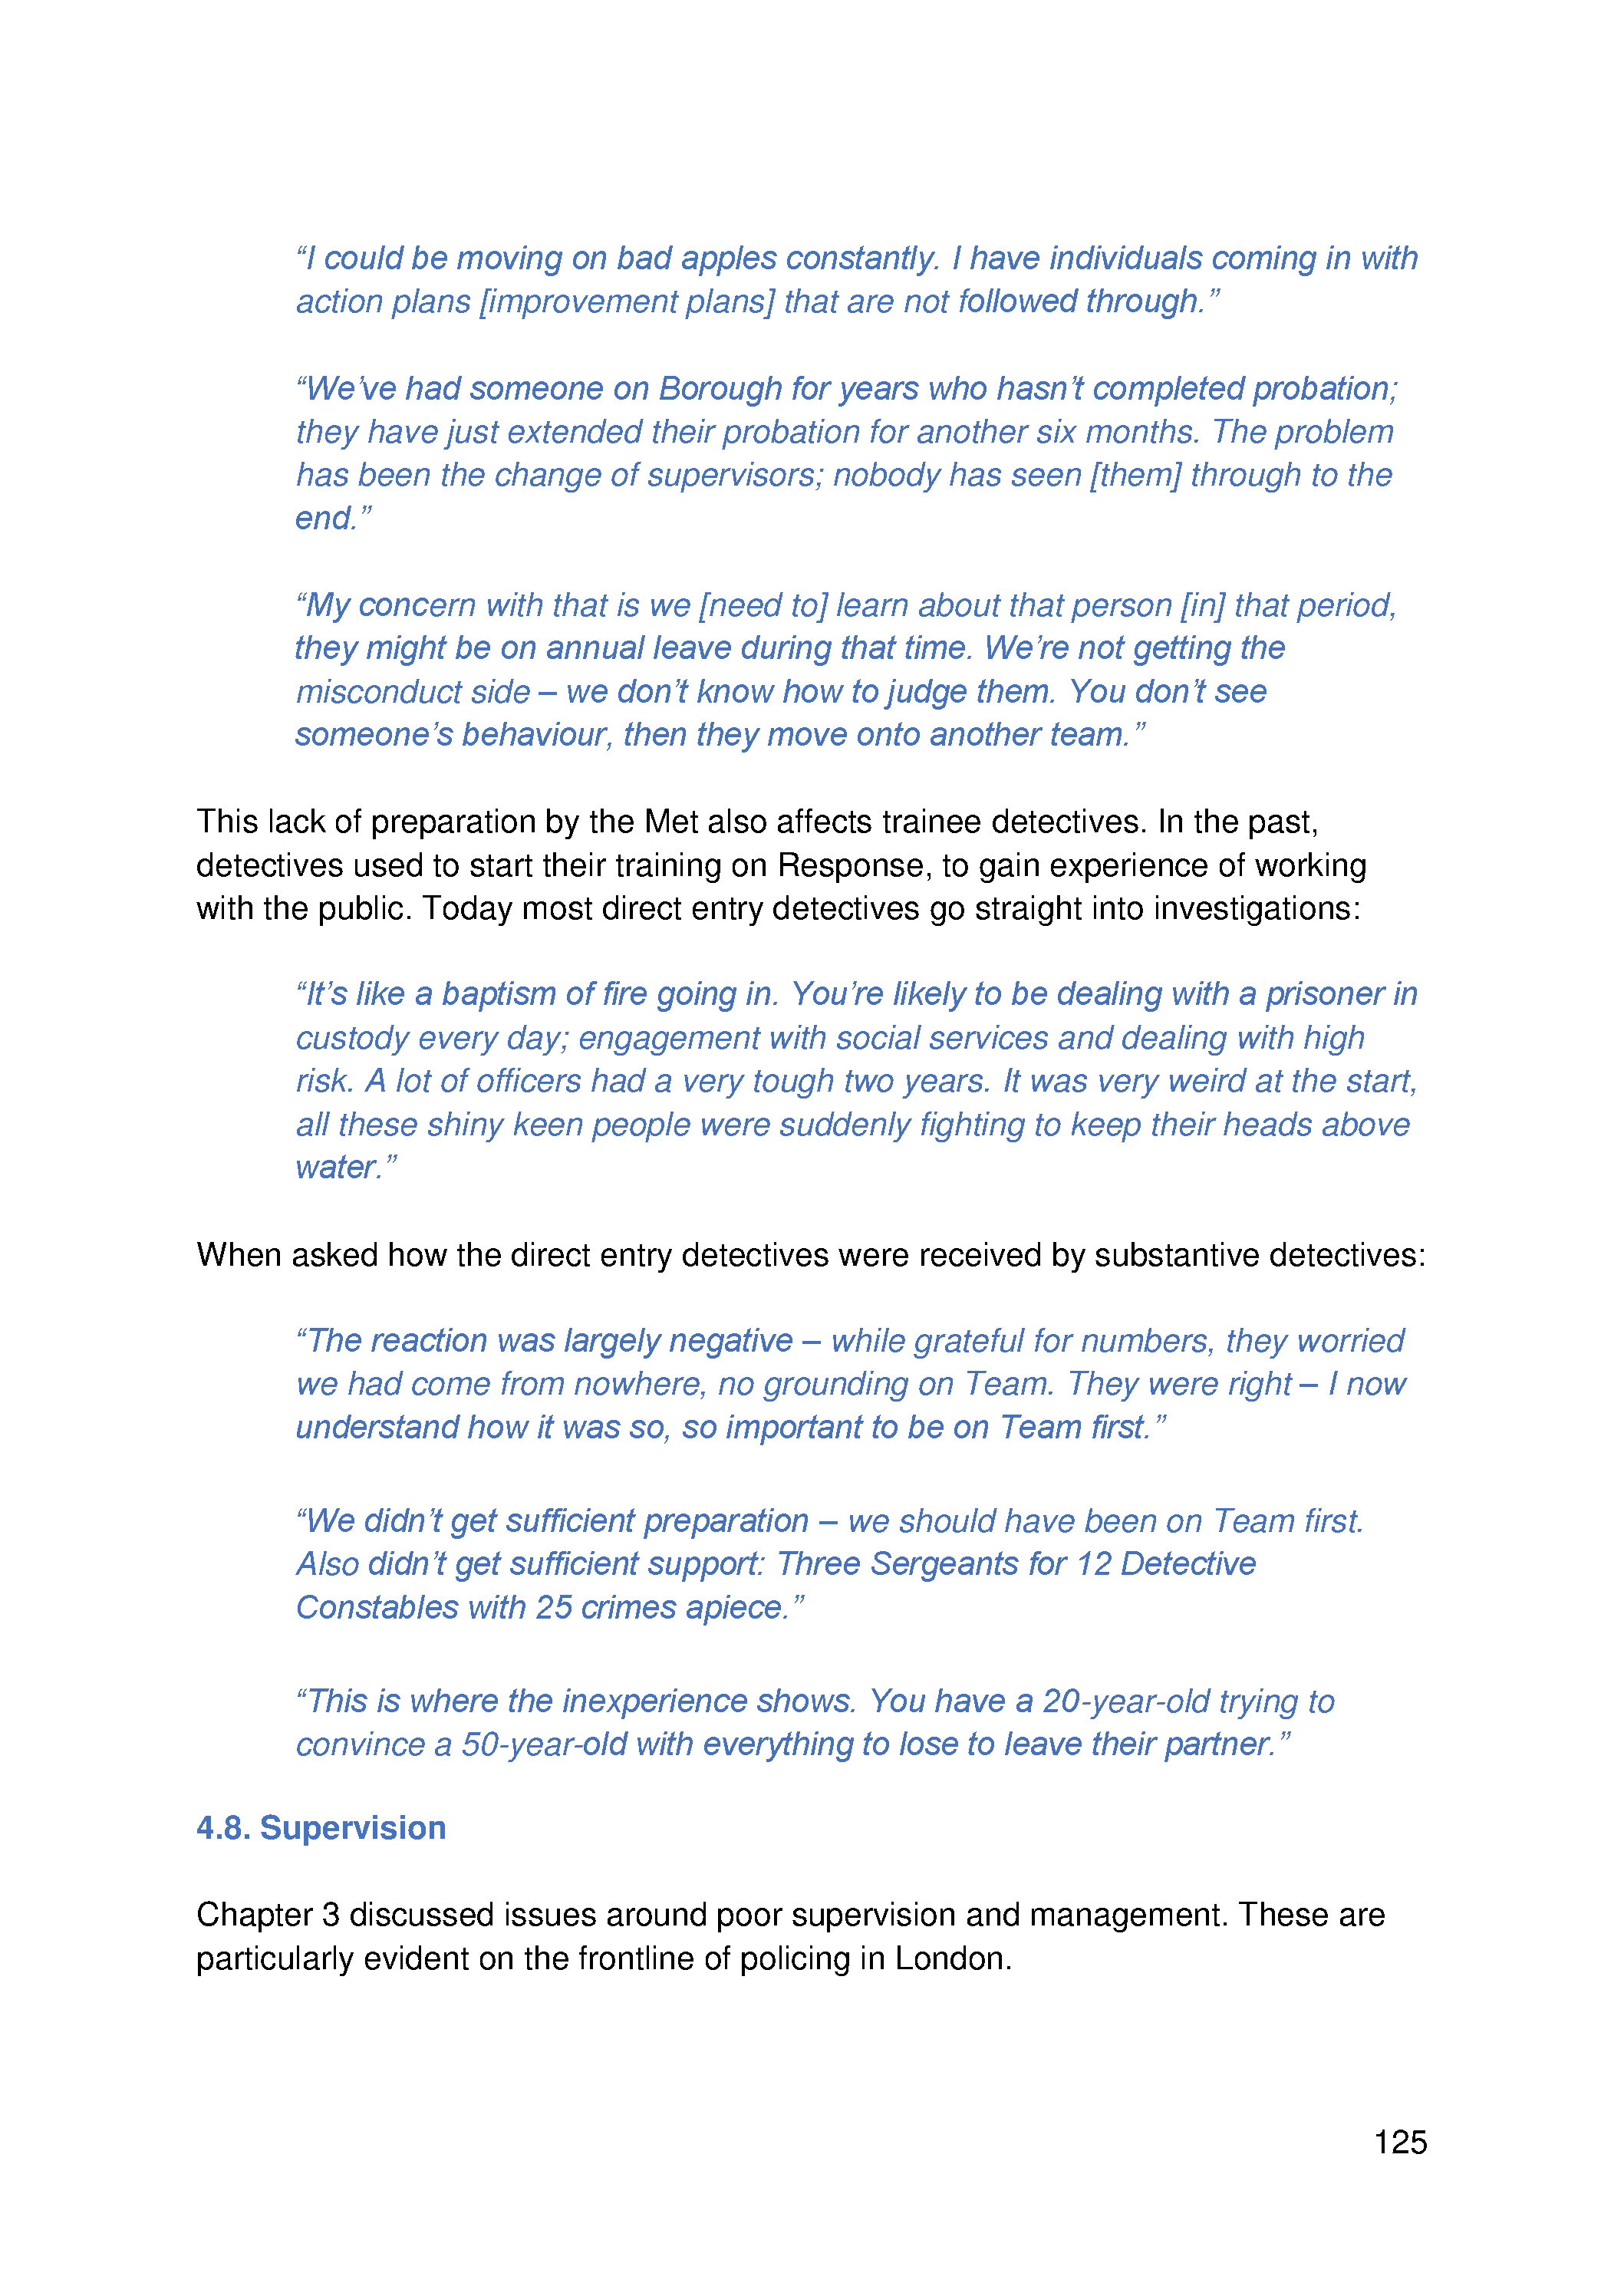 “I could be moving on bad apples constantly. I have individuals coming in with
action plans [improvement plans] that are not followed through.”
“We’ve had someone on Borough for years who hasn’t completed probation;
they have just extended their probation for another six months. The problem
has been the change of supervisors; nobody has seen [them] through to the
end.”
“My concern with that is we [need to] learn about that person [in] that period,
they might be on annual leave during that time. We’re not getting the
misconduct side – we don’t know how to judge them. You don’t see
someone’s behaviour, then they move onto another team.”
This lack of preparation by the Met also affects trainee detectives. In the past,
detectives used to start their training on Response, to gain experience of working
with the public. Today most direct entry detectives go straight into investigations:
“It’s like a baptism of fire going in. You’re likely to be dealing with a prisoner in
custody every day; engagement with social services and dealing with high
risk. A lot of officers had a very tough two years. It was very weird at the start,
all these shiny keen people were suddenly fighting to keep their heads above
water.”
When asked how the direct entry detectives were received by substantive detectives:
“The reaction was largely negative – while grateful for numbers, they worried
we had come from nowhere, no grounding on Team. They were right – I now
understand how it was so, so important to be on Team first.”
“We didn’t get sufficient preparation – we should have been on Team first.
Also didn’t get sufficient support: Three Sergeants for 12 Detective
Constables with 25 crimes apiece.”
“This is where the inexperience shows. You have a 20-year-old trying to
convince a 50-year-old with everything to lose to leave their partner.”
4.8. Supervision
Chapter 3 discussed issues around poor supervision and management. These are
particularly evident on the frontline of policing in London.
125